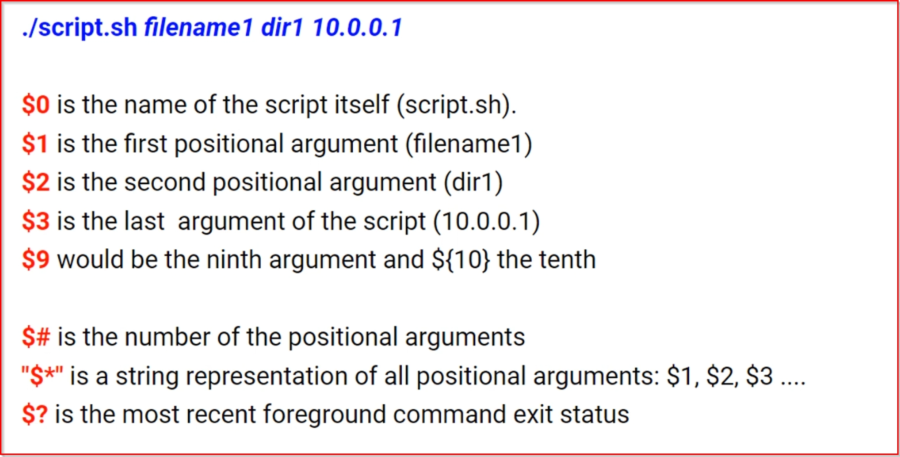 ./script.sh filename1 dir1 10.0.0.1
$0 is the name of the script itself (script.sh).
$1 is the first positional argument (filename1)
$2 is the second positional argument (dir1)
$3 is the last  argument of the script (10.0.0.1)
$9 would be the ninth argument and ${10} the tenth
$# is the number of the positional arguments
"$*" is a string representation of all positional arguments: $1, $2, $3 ....
$? is the most recent foreground command exit status